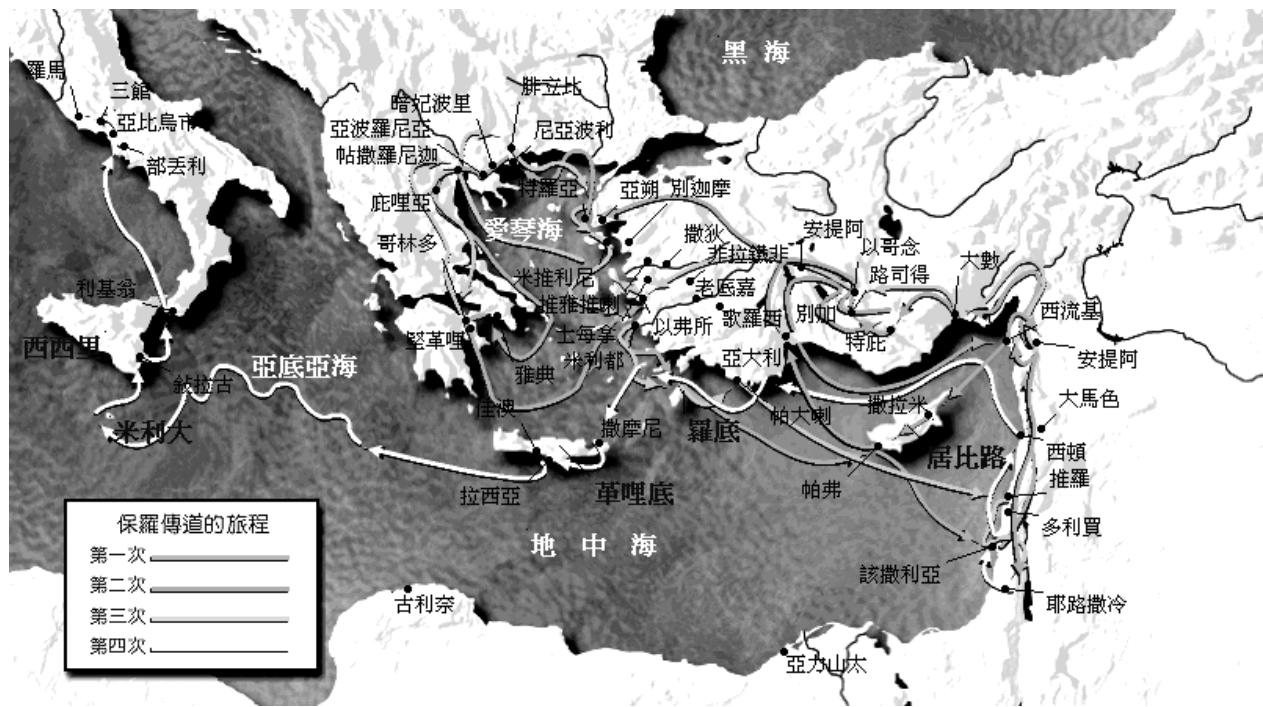 黑海
羅馬
三館
亞比烏市
部丟利
腓立比
暗妃波里
亞波羅尼亞
尼亞波利
帖撒羅尼迦
特羅亞
亞朔
別迦摩
庇哩亞
愛琴海
撒狄
安提阿
以哥念
哥林多
非拉鐵非
路司得
大數
米推利尼
老底嘉
利基翁
推雅推喇
別加
西流基
歌羅西
西西里
堅革哩
士每拿
以弗所
特庇
安提阿
米利都
亞大利
亞底亞海
雅典
敍拉古
大馬色
撒拉米
佳澳
帕大喇
米利大
撒摩尼
羅底
居比路
西頓
推羅
拉西亞
革哩底
帕弗
保羅傳道的旅程
地中海
多利買
第一次
該撒利亞
第二次
古利奈
耶路撒冷
第三次
第四次
亞力山太